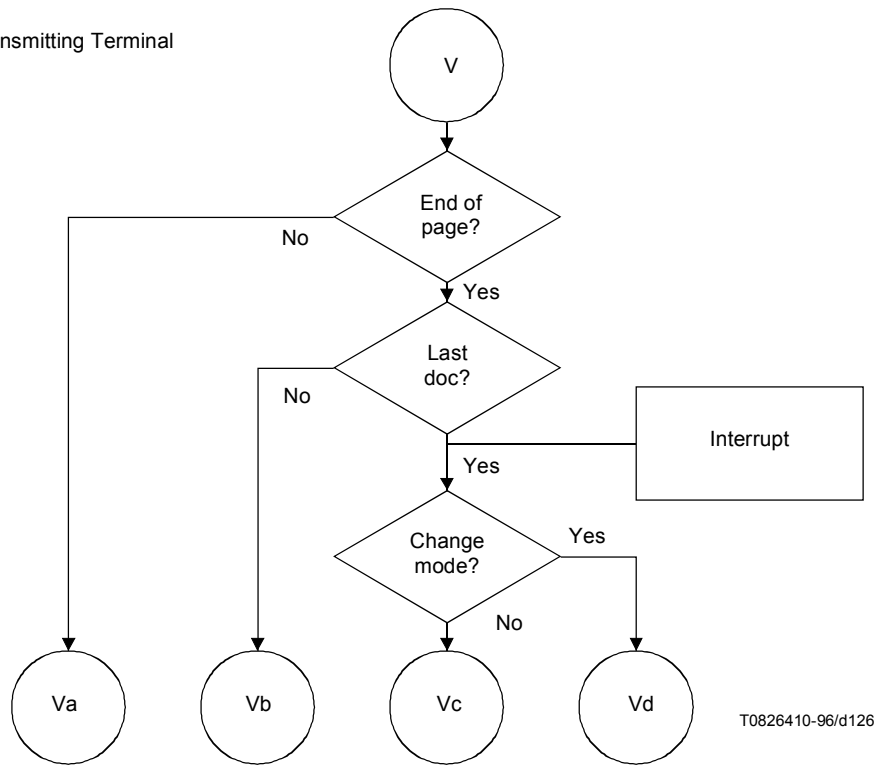 nsmitting Terminal
V
End of
page?
No
Yes
Last
doc?
No
Interrupt
Yes
Change
mode?
Yes
No
Va
Vb
Vc
Vd
T0826410-96/d126